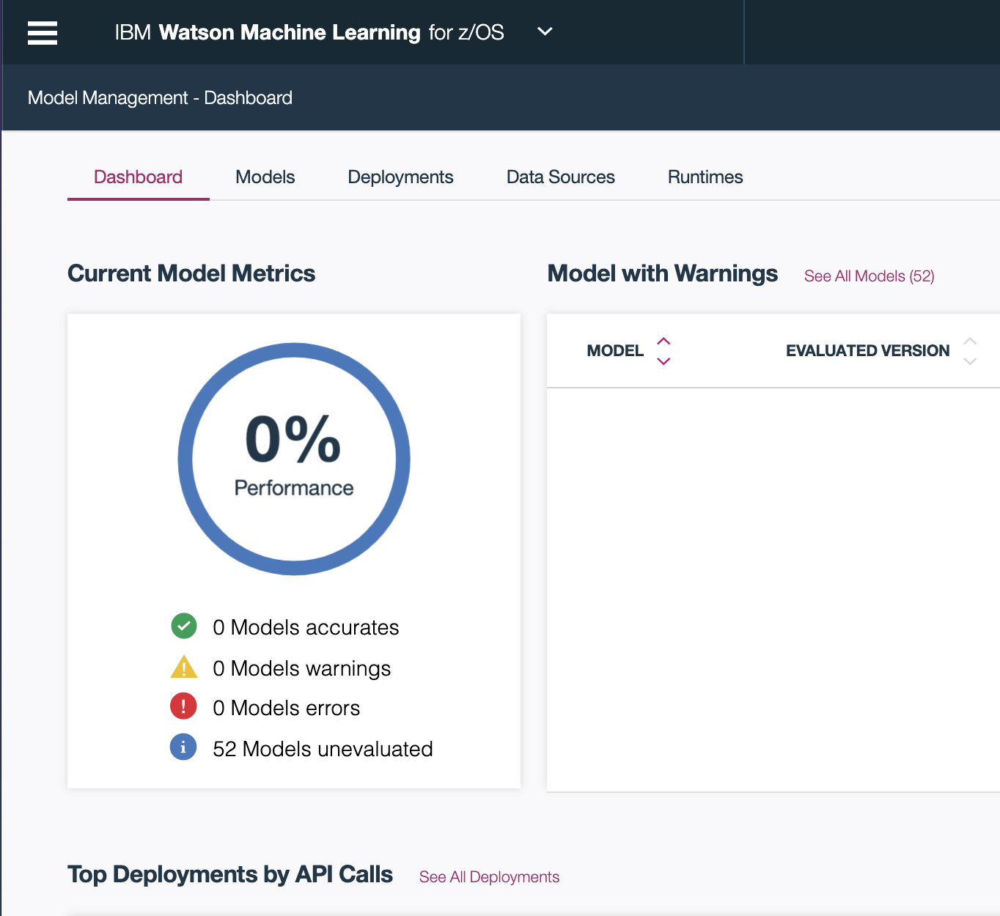 IBM Watson Machine Learning for z/OS
Model Management - Dashboard
Dashboard Models Deployments Data Sources Runtimes
Current Model Metrics
0%
Performance
0 Models accurates
0 Models warnings
0 Models errors
52 Models unevaluated
Model with Warnings See All Models (52)
MODEL EVALUATED VERSION
Top Deployments by API Calls See All Deployments